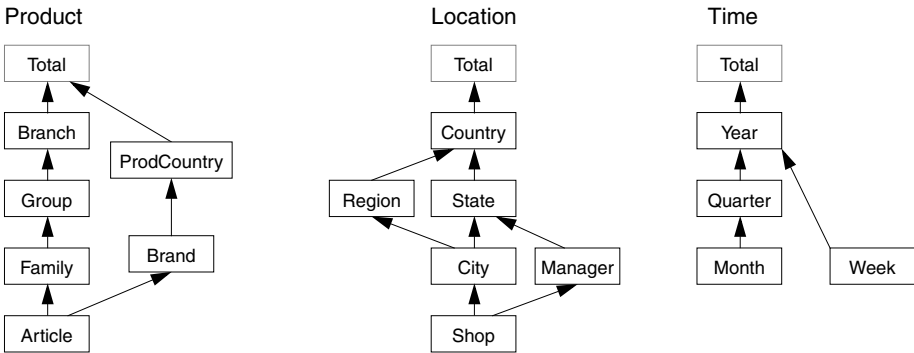 Product
Total
Branch
ProdCountry
Group
Family
Brand
Article
Location
Total
Country
Region
State
City
Manager
Shop
Time
Total
Year
Quarter
Month
Week